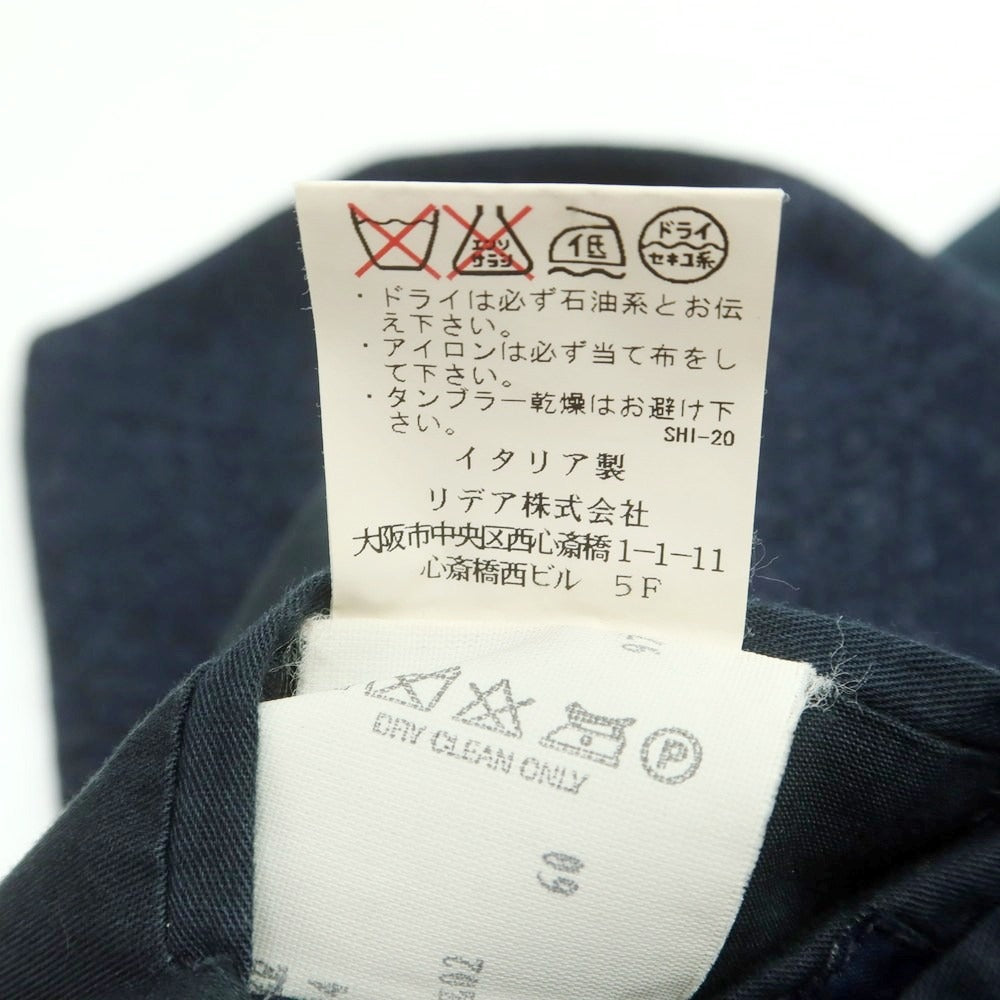 エンソ
サラシ
低
ドライ
セキユ系
・ドライは必ず石油系とお伝
え下さい。
・アイロンは必ず当て布をし
て下さい。
・タンブラー乾燥はお避け下
さい。
SHI-20
イタリア製
リデア株式会社
大阪市中央区西心斎橋1-1-11
心斎橋西ビル 5F
P
DRY CLEAN ONLY